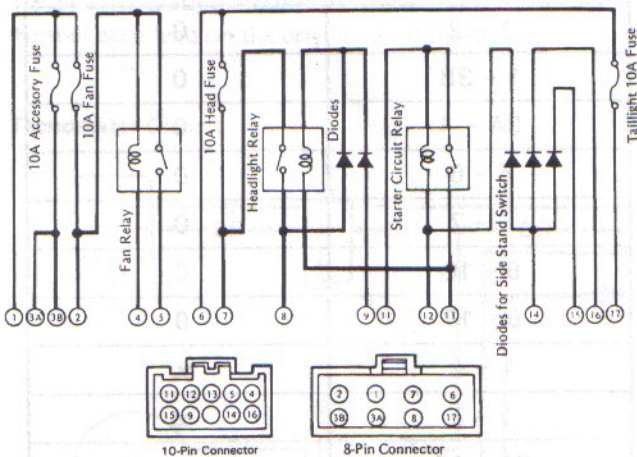 10A Accessory Fuse
10A Fan Fuse
Fan Relay
10A Head Fuse
Headlight Relay
Diodes
Starter Circuit Relay
Diodes for Side Stand Switch
Taillight 10A Fuse
1 3A 3B 2 4 5 6 7 8 9 11 12 13 14 15 16 17
11 12 13 5 4
15 9 14 16
10-Pin Connector
2 1 7 6
3B 3A 8 17
8-Pin Connector